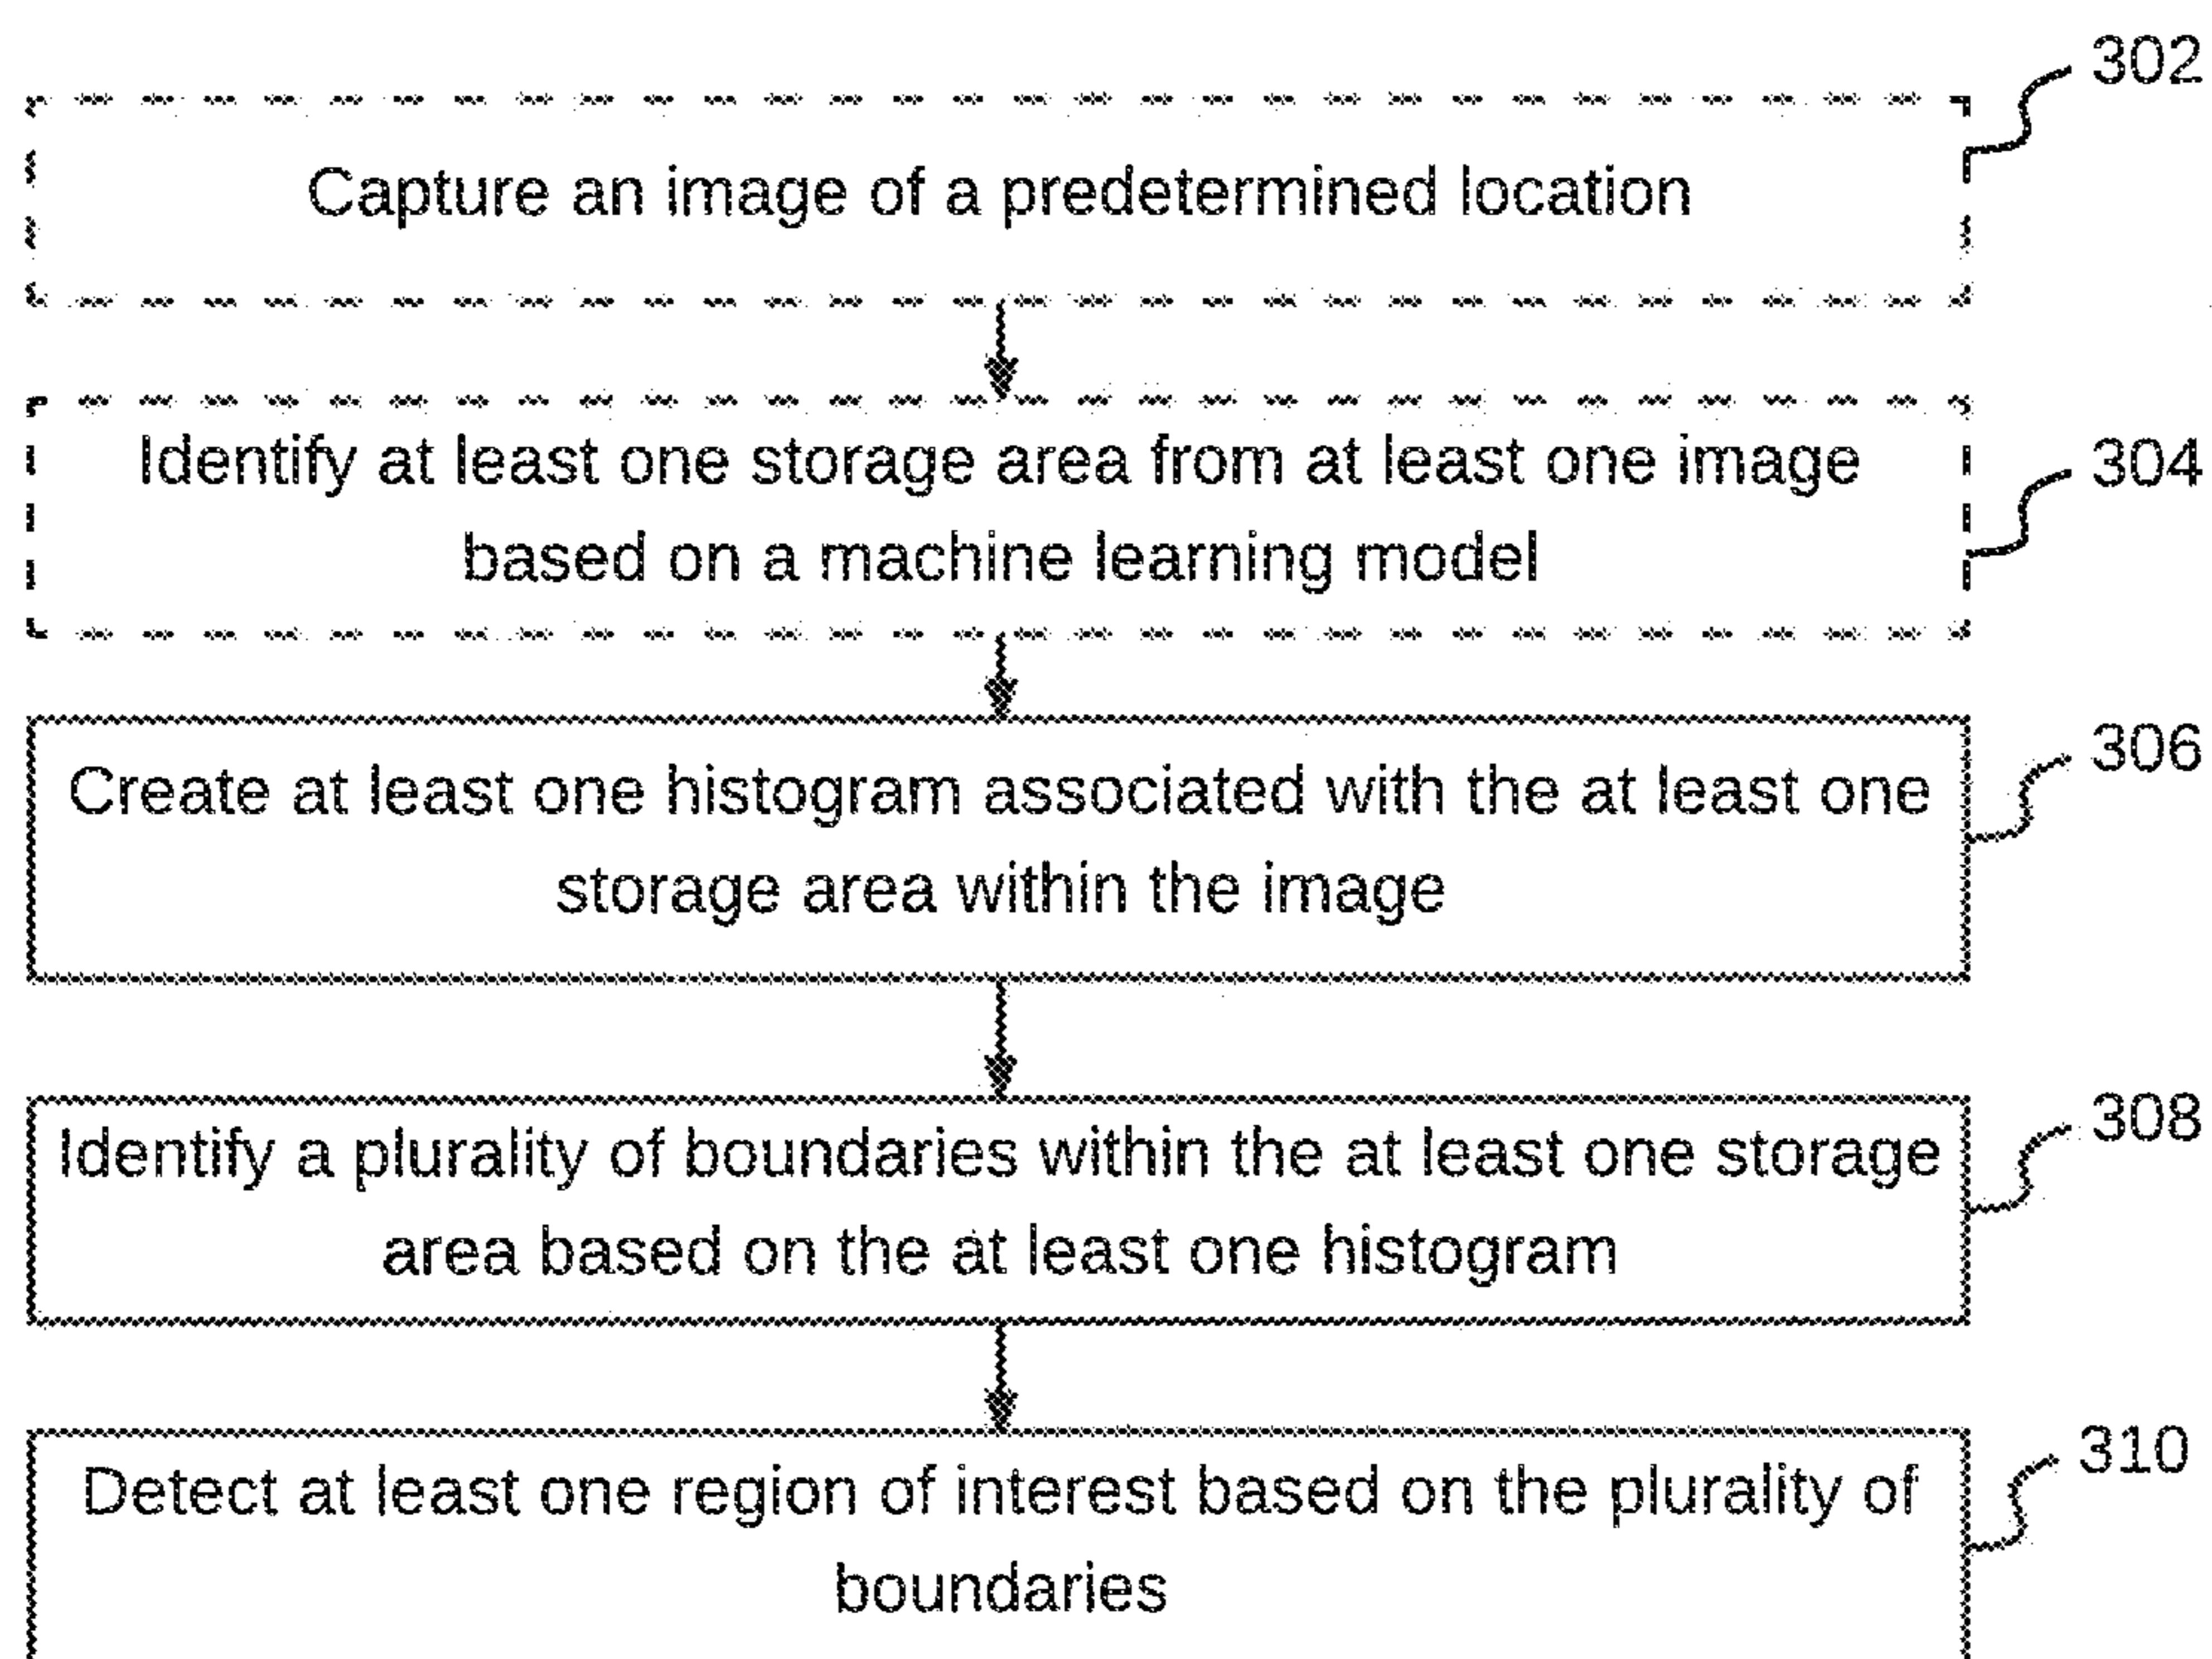 302
Capture an image of a predetermined location
Identify at least one storage area from at least one image
304
based on a machine learning model
306
Create at least one histogram associated with the at least one
storage area within the image
308
Identify a plurality of boundaries within the at least one storage
area based on the at least one histogram
310
Detect at least one region of interest based on the plurality of
boundaries